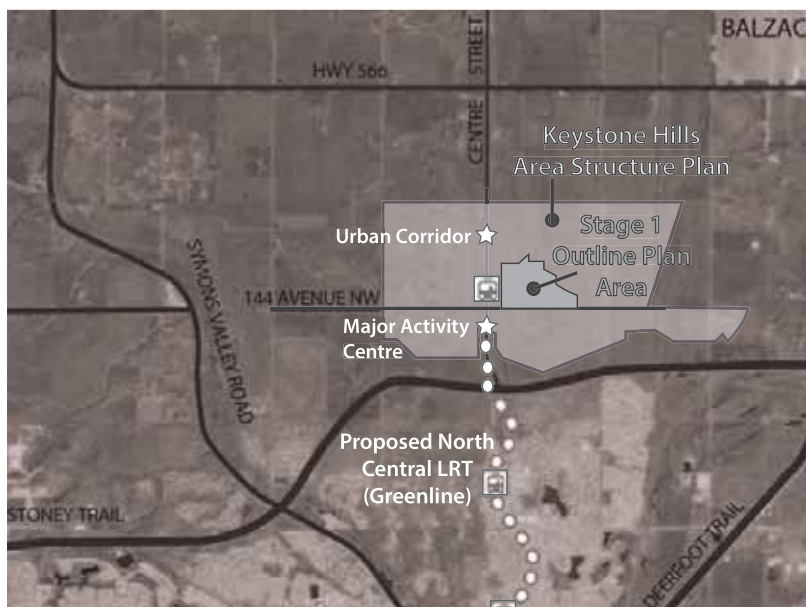 BALZAC
HWY 566
CENTRE STREET
Keystone Hills
Area Structure Plan
Urban Corridor
Stage 1
Outline Plan
Area
SYMONS VALLEY ROAD
144 AVENUE NW
Major Activity
Centre
Proposed North
Central LRT
(Greenline)
STONEY TRAIL
DEERFOOT TRAIL